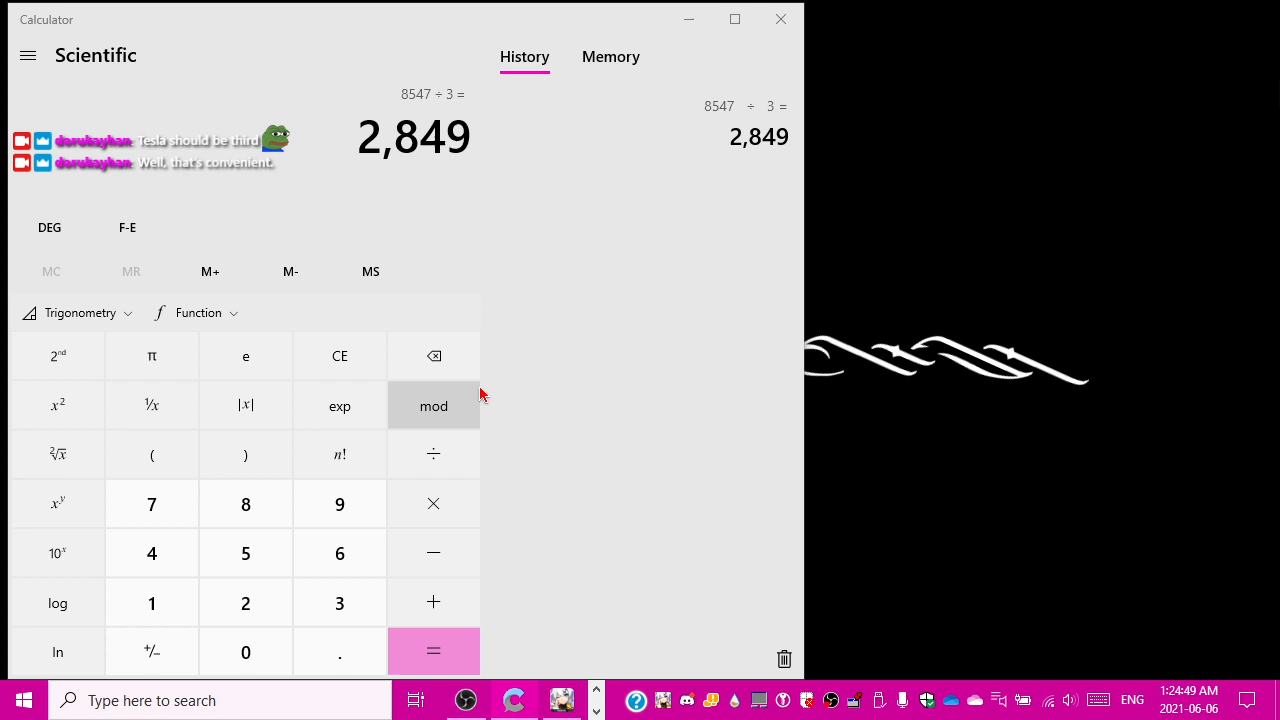 Calculator
Scientific
History Memory
8547 ÷ 3 =
2,849
8547 ÷ 3 =
2,849
dorukayhan: Tesla should be third
dorukayhan: Well, that's convenient.
DEG F-E
MC MR M+ M- MS
Trigonometry f Function
2ⁿᵈ π e CE
x² ¹/x |x| exp mod
²√x ( ) n! ÷
xʸ 7 8 9 ×
10ˣ 4 5 6 −
log 1 2 3 +
ln +/− 0 . =
Type here to search
ENG
1:24:49 AM
2021-06-06